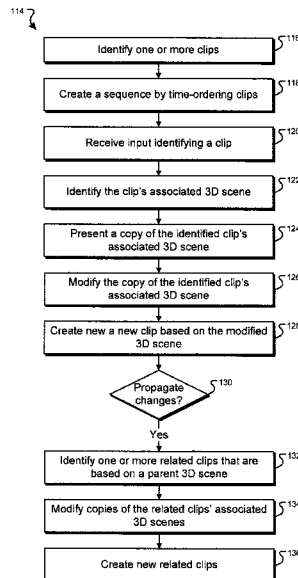 114
Identify one or more clips
116
Create a sequence by time-ordering clips
118
Receive input identifying a clip
120
Identify the clip's associated 3D scene
122
Present a copy of the identified clip's
associated 3D scene
124
Modify the copy of the identified clip's
associated 3D scene
126
Create new a new clip based on the modified
3D scene
128
Propagate
changes?
130
Yes
Identify one or more related clips that are
based on a parent 3D scene
132
Modify copies of the related clips' associated
3D scenes
134
Create new related clips
136